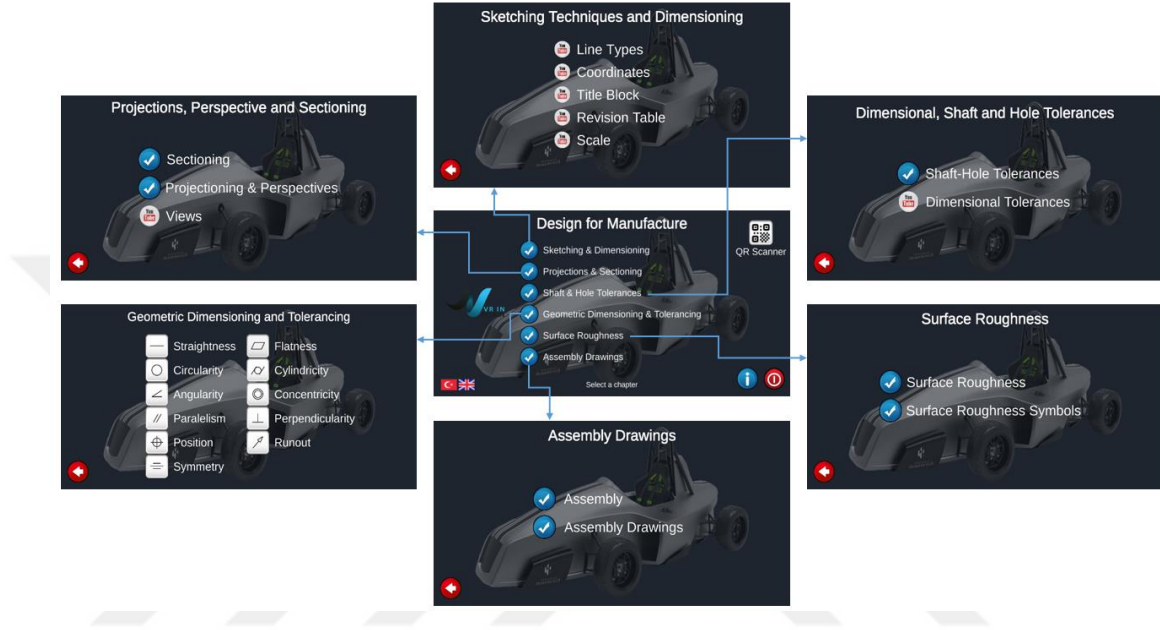 Sketching Techniques and Dimensioning
Line Types
Coordinates
Title Block
Revision Table
Scale
Projections, Perspective and Sectioning
Sectioning
Projectioning & Perspectives
Views
Dimensional, Shaft and Hole Tolerances
Shaft-Hole Tolerances
Dimensional Tolerances
Design for Manufacture
QR Scanner
Sketching & Dimensioning
Projections & Sectioning
Shaft & Hole Tolerances
Geometric Dimensioning & Tolerancing
Surface Roughness
Assembly Drawings
VR IN
Select a chapter
Geometric Dimensioning and Tolerancing
Straightness Flatness
Circularity Cylindricity
Angularity Concentricity
Paralelism Perpendicularity
Position Runout
Symmetry
Surface Roughness
Surface Roughness
Surface Roughness Symbols
Assembly Drawings
Assembly
Assembly Drawings